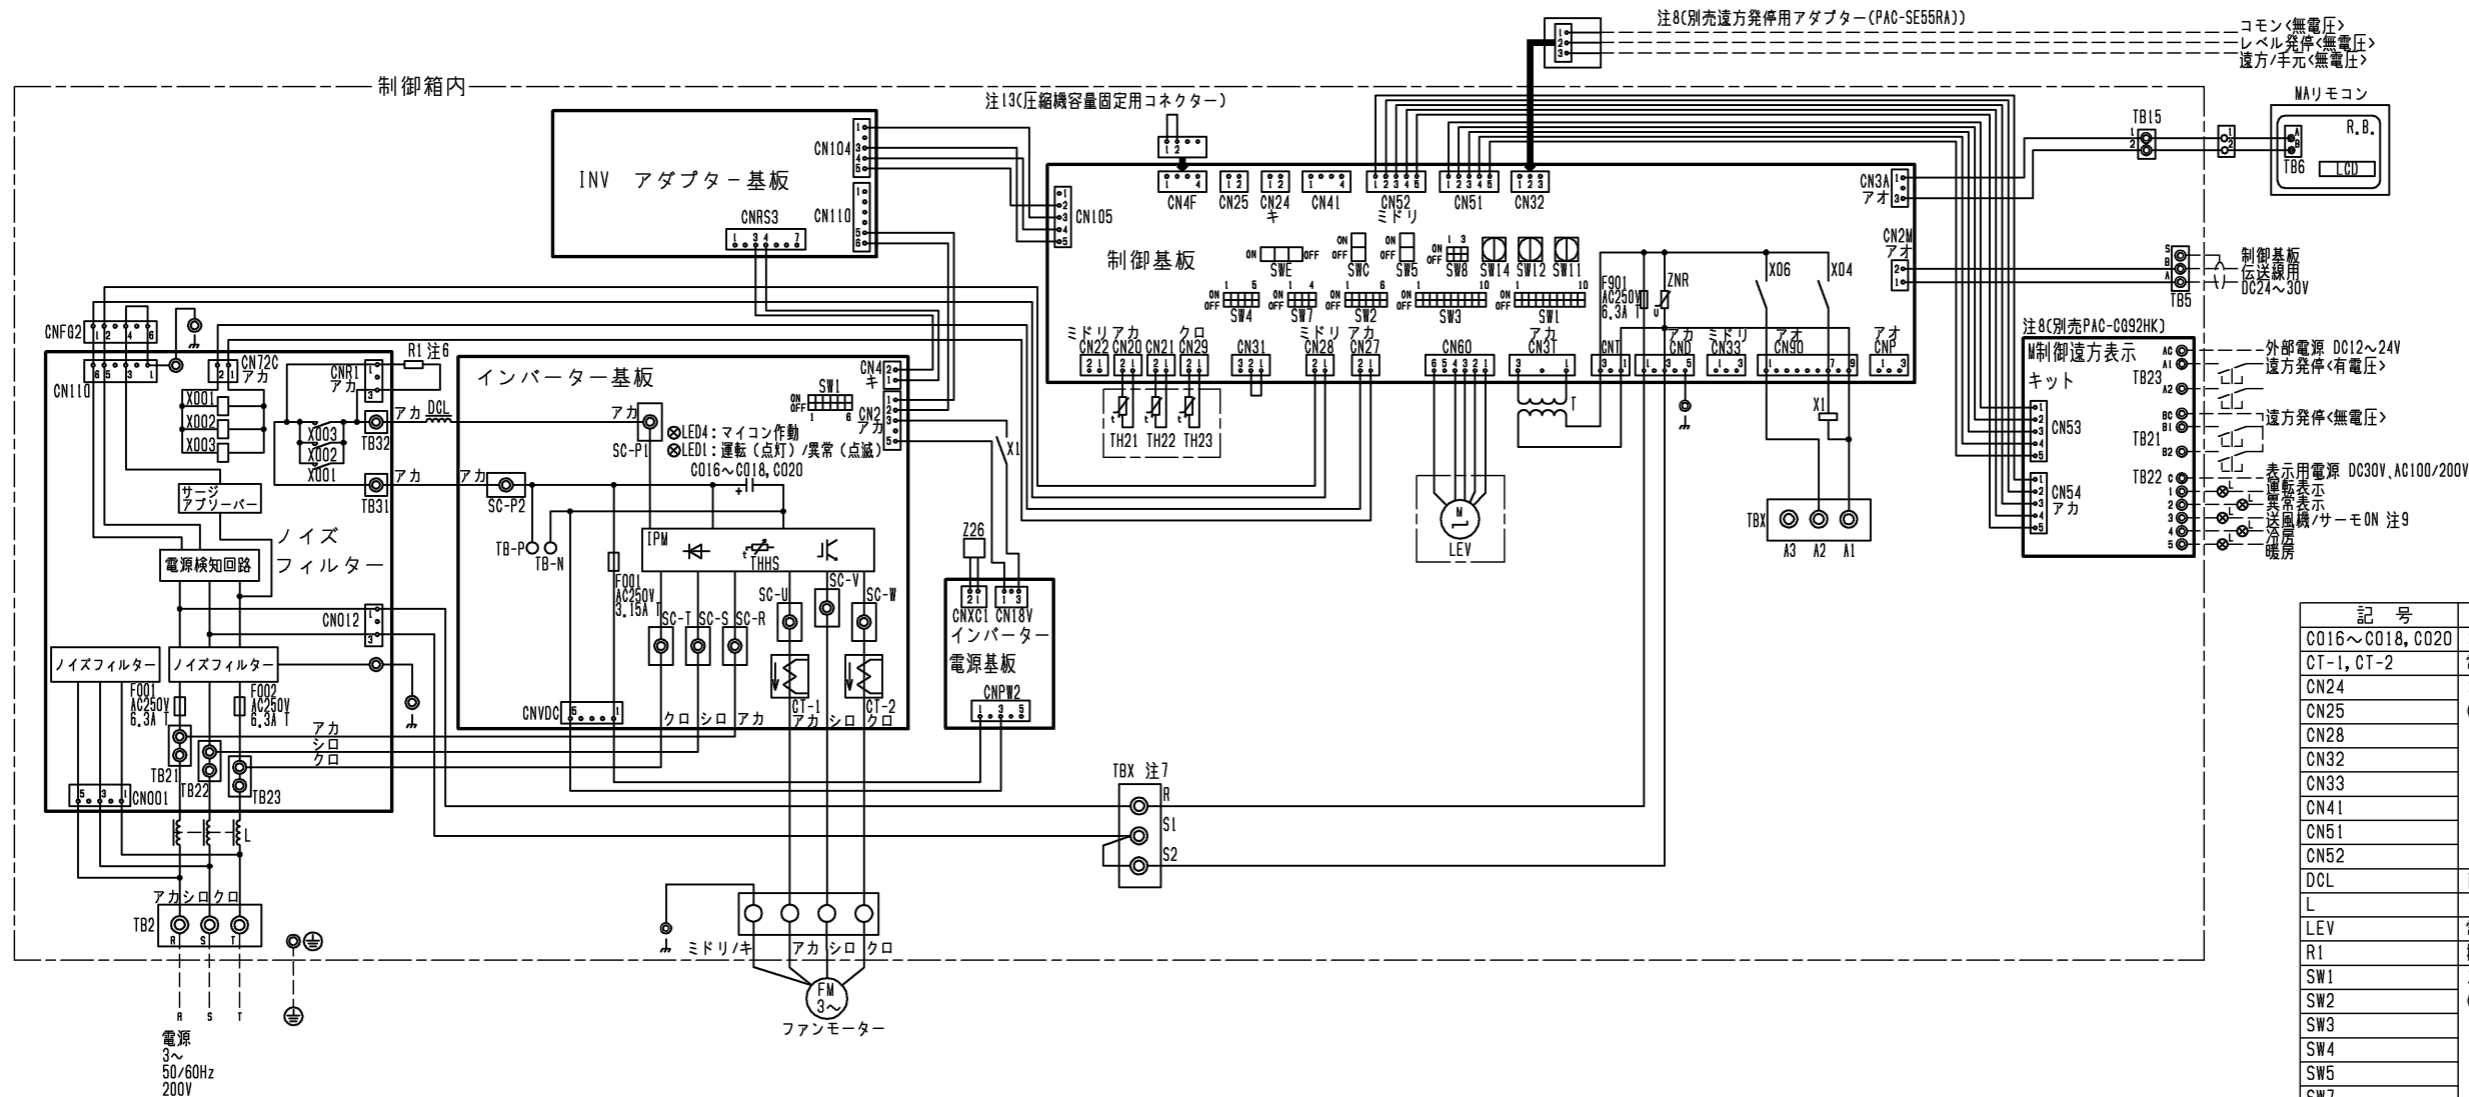 注8(別売遠方発停用アダプター(PAC-SE55RA))
コモン<無電圧>
レベル発停<無電圧>
遠方/手元<無電圧>
制御箱内
注13(圧縮機容量固定用コネクター)
MAリモコン
R.B.
LCD
TB6
A
B
TB15
1
2
INV アダプター基板
CN104
CN110
CNRS3
1 3 4 7
制御基板
CN105
CN4F
CN25
CN24
キ
CN41
CN52
ミドリ
CN51
CN32
CN3A
アオ
CN2M
アオ
SWE
SWC
SW5
SW8
SW14
SW12
SW11
SW4
SW7
SW2
SW3
SW1
ON
OFF
F901
AC250V
6.3A T
ZNR
U
X06
X04
S
B
A
TB5
制御基板
伝送線用
DC24~30V
ミドリ
CN22
アカ
CN20
CN21
クロ
CN29
CN31
ミドリ
CN28
アカ
CN27
CN60
アカ
CN3T
CNT
アカ
CND
ミドリ
CN33
アオ
CN90
アオ
CNP
TH21
TH22
TH23
M
LEV
T
X1
TBX
A3 A2 A1
注8(別売PAC-CQ92HK)
M制御遠方表示
キット
CN53
CN54
アカ
TB23
TB21
TB22
AC
A1
A2
BC
B1
B2
C
1
2
3
4
5
外部電源 DC12~24V
遠方発停<有電圧>
遠方発停<無電圧>
表示用電源 DC30V、AC100/200V
運転表示
異常表示
送風機/サーモON 注9
冷房
暖房
CNFG2
CN110
CN72C
アカ
CNR1
アカ
R1 注6
X001
X002
X003
X003
X002
X001
TB32
TB31
アカ
DCL
アカ
サージ
アブソーバー
電源検知回路
ノイズ
フィルター
CN012
ノイズフィルター
ノイズフィルター
F001
AC250V
6.3A T
F002
AC250V
6.3A T
TB21
TB22
TB23
CN001
L
アカ
シロ
クロ
アカシロクロ
TB2
R
S
T
R
S
T
電源
3~
50/60Hz
200V
インバーター基板
SW1
ON
OFF
1
6
CN4
キ
CN2
アカ
アカ
SC-P1
LED4:マイコン作動
LED1:運転(点灯)/異常(点滅)
C016~C018,C020
アカ
SC-P2
TB-P
TB-N
IPM
THHS
F001
AC250V
3.15A T
SC-T
SC-S
SC-R
SC-U
SC-V
SC-W
CT-1
CT-2
クロ シロ アカ
アカ シロ クロ
CNVDC
X1
Z26
CNXC1
CN18V
インバーター
電源基板
CNPW2
TBX 注7
R
S1
S2
ミドリ/キ
アカ シロ クロ
FM
3~
ファンモーター
記 号
C016~C018,C020
CT-1,CT-2
CN24
CN25
CN28
CN32
CN33
CN41
CN51
CN52
DCL
L
LEV
R1
SW1
SW2
SW3
SW4
SW5
SW7